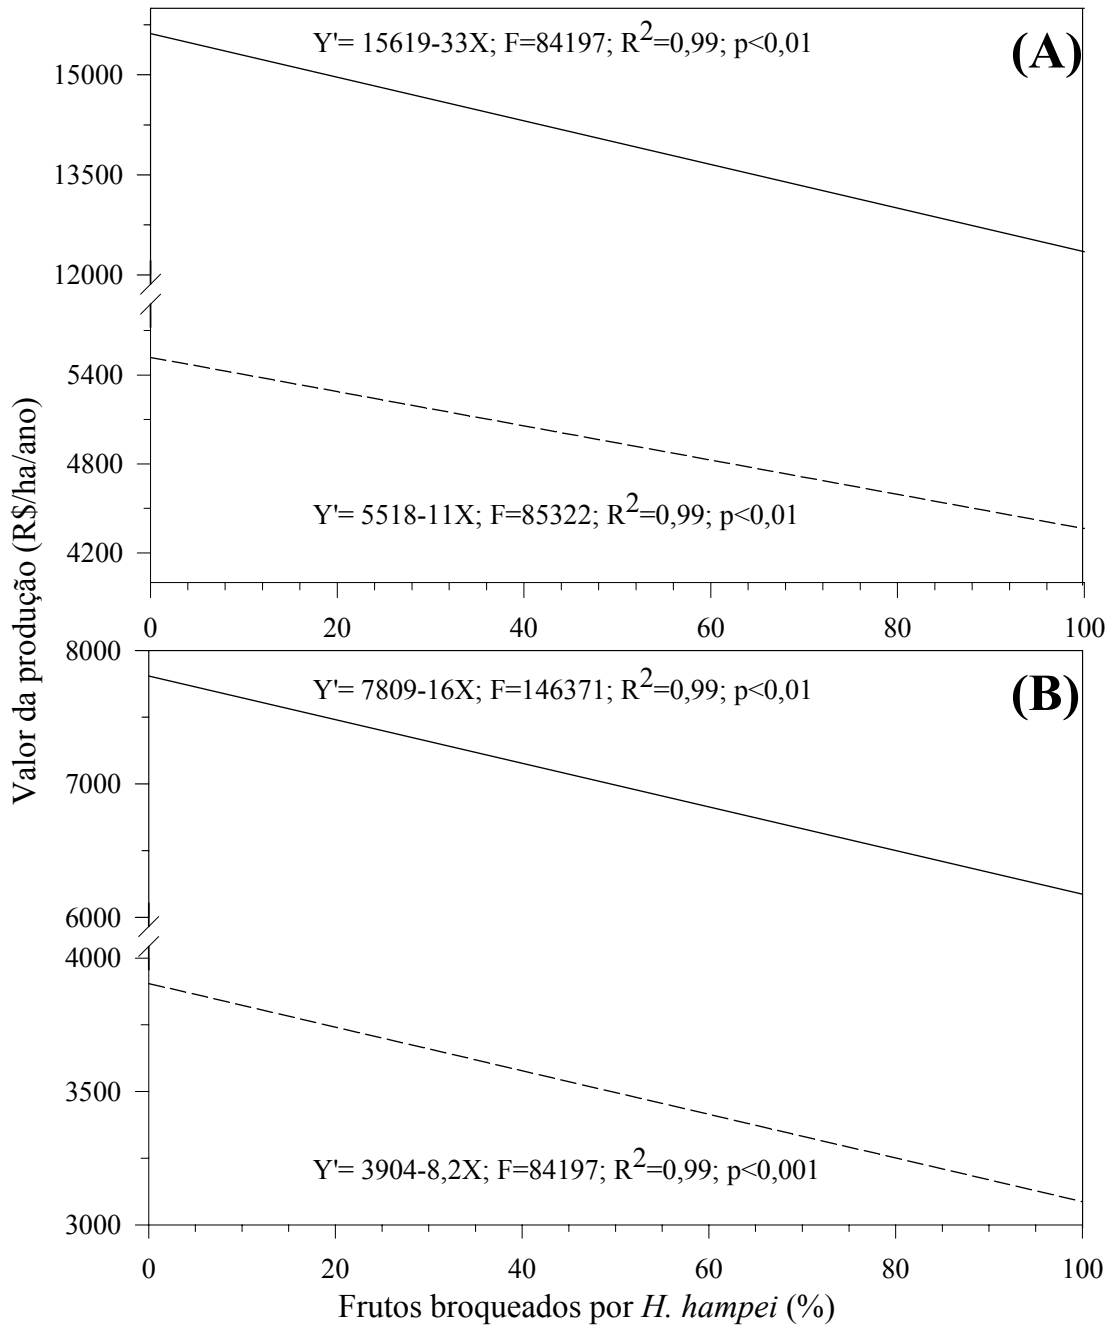 Y'= 15619-33X; F=84197; R²=0,99; p<0,01
(A)
15000
13500
12000
5400
4800
4200
Y'= 5518-11X; F=85322; R²=0,99; p<0,01
0 20 40 60 80 100
Valor da produção (R$/ha/ano)
8000
Y'= 7809-16X; F=146371; R²=0,99; p<0,01
(B)
7000
6000
4000
3500
Y'= 3904-8,2X; F=84197; R²=0,99; p<0,001
3000
0 20 40 60 80 100
Frutos broqueados por H. hampei (%)